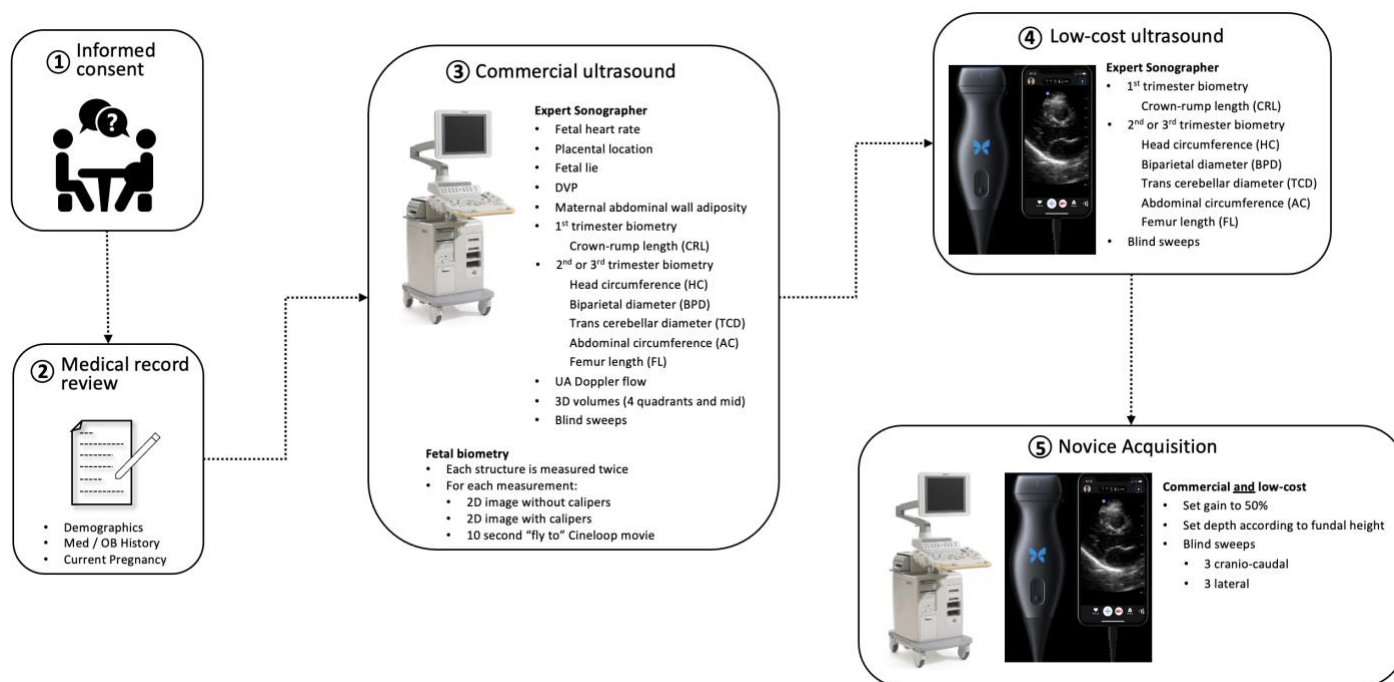 ① Informed
consent
?
② Medical record
review
• Demographics
• Med / OB History
• Current Pregnancy
③ Commercial ultrasound
Expert Sonographer
• Fetal heart rate
• Placental location
• Fetal lie
• DVP
• Maternal abdominal wall adiposity
• 1st trimester biometry
Crown-rump length (CRL)
• 2nd or 3rd trimester biometry
Head circumference (HC)
Biparietal diameter (BPD)
Trans cerebellar diameter (TCD)
Abdominal circumference (AC)
Femur length (FL)
• UA Doppler flow
• 3D volumes (4 quadrants and mid)
• Blind sweeps
Fetal biometry
• Each structure is measured twice
• For each measurement:
• 2D image without calipers
• 2D image with calipers
• 10 second “fly to” Cineloop movie
④ Low-cost ultrasound
Expert Sonographer
• 1st trimester biometry
Crown-rump length (CRL)
• 2nd or 3rd trimester biometry
Head circumference (HC)
Biparietal diameter (BPD)
Trans cerebellar diameter (TCD)
Abdominal circumference (AC)
Femur length (FL)
• Blind sweeps
⑤ Novice Acquisition
Commercial and low-cost
• Set gain to 50%
• Set depth according to fundal height
• Blind sweeps
• 3 cranio-caudal
• 3 lateral